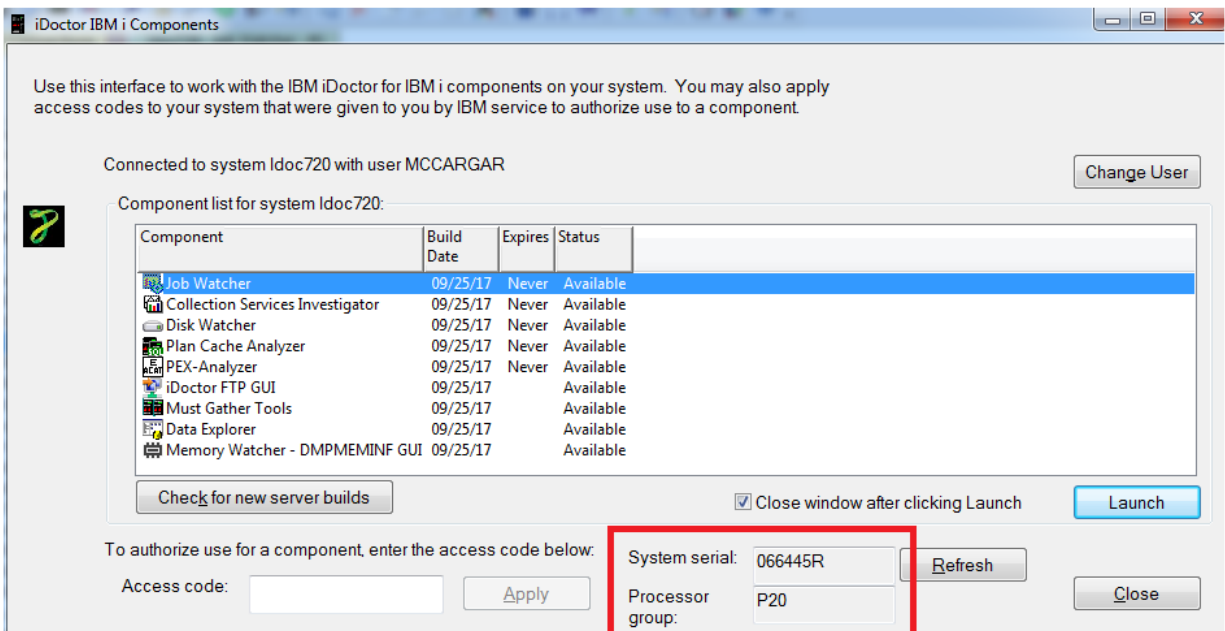 iDoctor IBM i Components
Use this interface to work with the IBM iDoctor for IBM i components on your system. You may also apply
access codes to your system that were given to you by IBM service to authorize use to a component.
Connected to system Idoc720 with user MCCARGAR
Change User
Component list for system Idoc720:
Component Build Date Expires Status
Job Watcher 09/25/17 Never Available
Collection Services Investigator 09/25/17 Never Available
Disk Watcher 09/25/17 Never Available
Plan Cache Analyzer 09/25/17 Never Available
PEX-Analyzer 09/25/17 Never Available
iDoctor FTP GUI 09/25/17 Available
Must Gather Tools 09/25/17 Available
Data Explorer 09/25/17 Available
Memory Watcher - DMPMEMINF GUI 09/25/17 Available
Check for new server builds
Close window after clicking Launch
Launch
To authorize use for a component, enter the access code below:
Access code:
Apply
System serial: 066445R
Refresh
Processor group: P20
Close